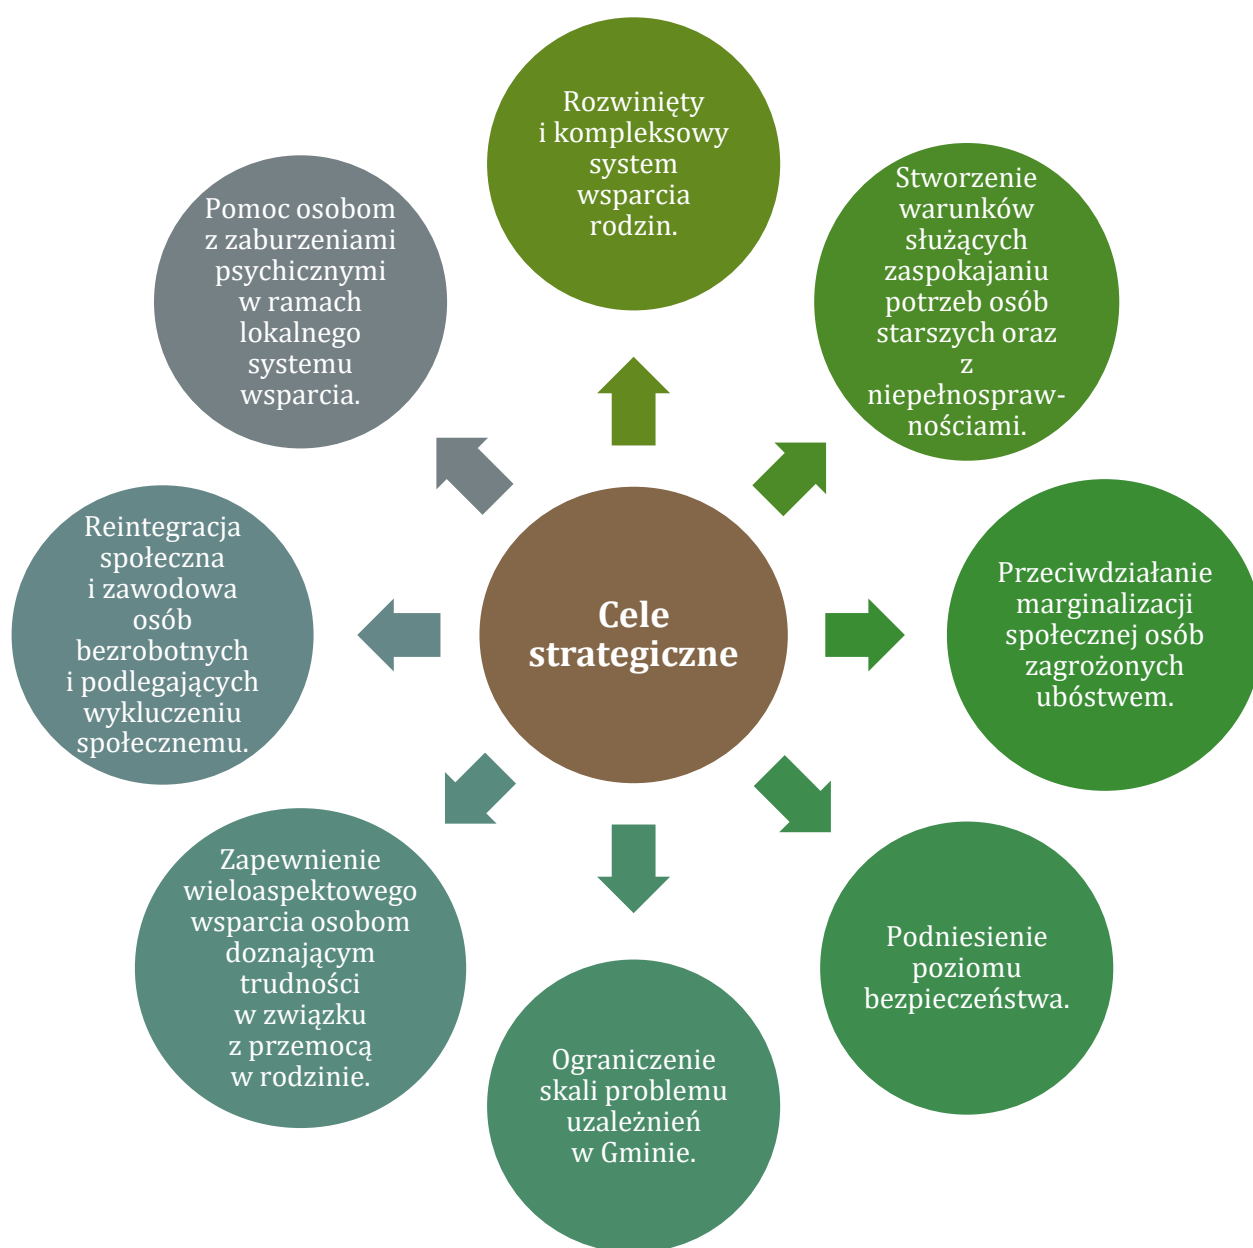 Rozwinięty
i kompleksowy
system
wsparcia
rodzin.
Stworzenie
warunków
służących
zaspokajaniu
potrzeb osób
starszych oraz
z
niepełnospraw-
nościami.
Przeciwdziałanie
marginalizacji
społecznej osób
zagrożonych
ubóstwem.
Podniesienie
poziomu
bezpieczeństwa.
Ograniczenie
skali problemu
uzależnień
w Gminie.
Zapewnienie
wieloaspektowego
wsparcia osobom
doznającym
trudności
w związku
z przemocą
w rodzinie.
Reintegracja
społeczna
i zawodowa
osób
bezrobotnych
i podlegających
wykluczeniu
społecznemu.
Pomoc osobom
z zaburzeniami
psychicznymi
w ramach
lokalnego
systemu
wsparcia.
Cele
strategiczne